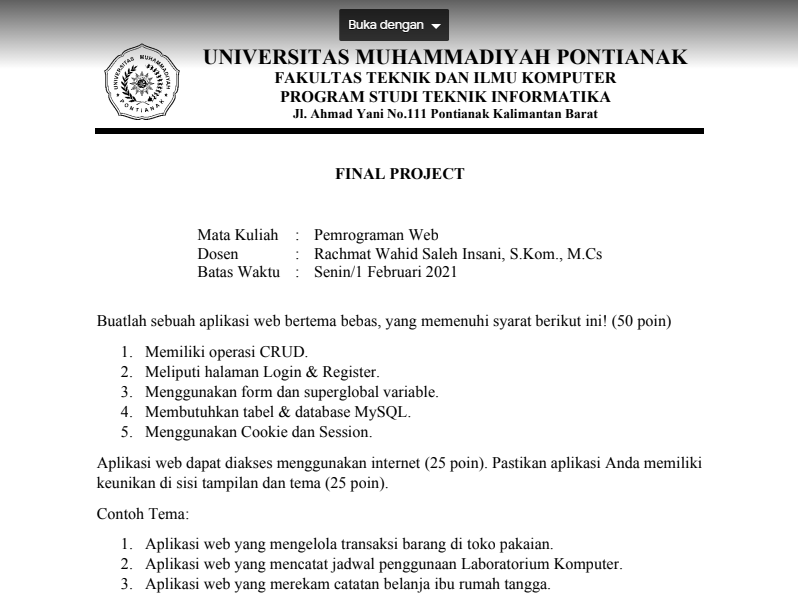 Buka dengan
UNIVERSITAS MUHAMMADIYAH PONTIANAK
FAKULTAS TEKNIK DAN ILMU KOMPUTER
PROGRAM STUDI TEKNIK INFORMATIKA
Jl. Ahmad Yani No.111 Pontianak Kalimantan Barat
UNIVERSITAS MUHAMMADIYAH
PONTIANAK
FINAL PROJECT
Mata Kuliah : Pemrograman Web
Dosen : Rachmat Wahid Saleh Insani, S.Kom., M.Cs
Batas Waktu : Senin/1 Februari 2021
Buatlah sebuah aplikasi web bertema bebas, yang memenuhi syarat berikut ini! (50 poin)
1. Memiliki operasi CRUD.
2. Meliputi halaman Login & Register.
3. Menggunakan form dan superglobal variable.
4. Membutuhkan tabel & database MySQL.
5. Menggunakan Cookie dan Session.
Aplikasi web dapat diakses menggunakan internet (25 poin). Pastikan aplikasi Anda memiliki
keunikan di sisi tampilan dan tema (25 poin).
Contoh Tema:
1. Aplikasi web yang mengelola transaksi barang di toko pakaian.
2. Aplikasi web yang mencatat jadwal penggunaan Laboratorium Komputer.
3. Aplikasi web yang merekam catatan belanja ibu rumah tangga.